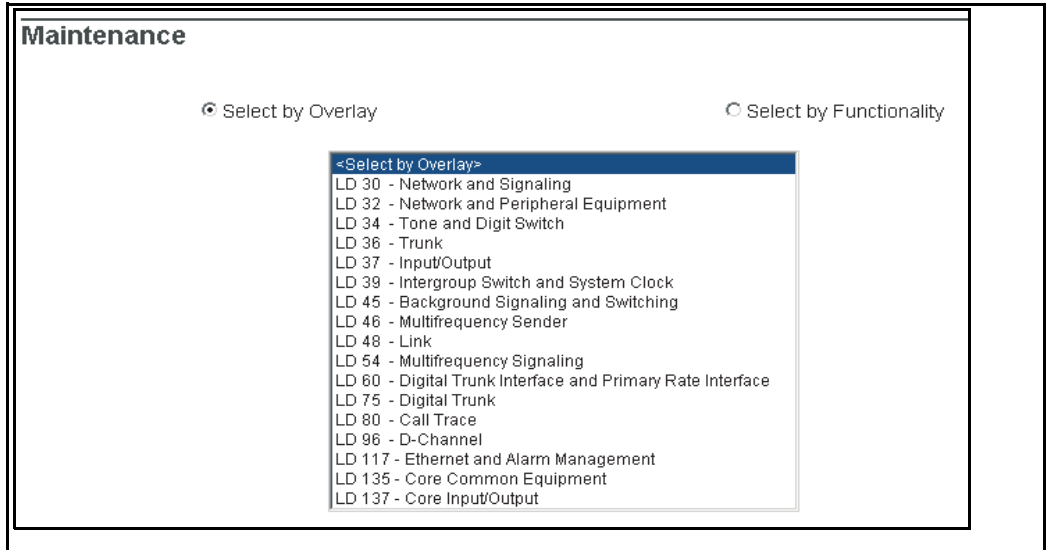 Maintenance
Select by Overlay
Select by Functionality
<Select by Overlay>
LD 30 - Network and Signaling
LD 32 - Network and Peripheral Equipment
LD 34 - Tone and Digit Switch
LD 36 - Trunk
LD 37 - Input/Output
LD 39 - Intergroup Switch and System Clock
LD 45 - Background Signaling and Switching
LD 46 - Multifrequency Sender
LD 48 - Link
LD 54 - Multifrequency Signaling
LD 60 - Digital Trunk Interface and Primary Rate Interface
LD 75 - Digital Trunk
LD 80 - Call Trace
LD 96 - D-Channel
LD 117 - Ethernet and Alarm Management
LD 135 - Core Common Equipment
LD 137 - Core Input/Output